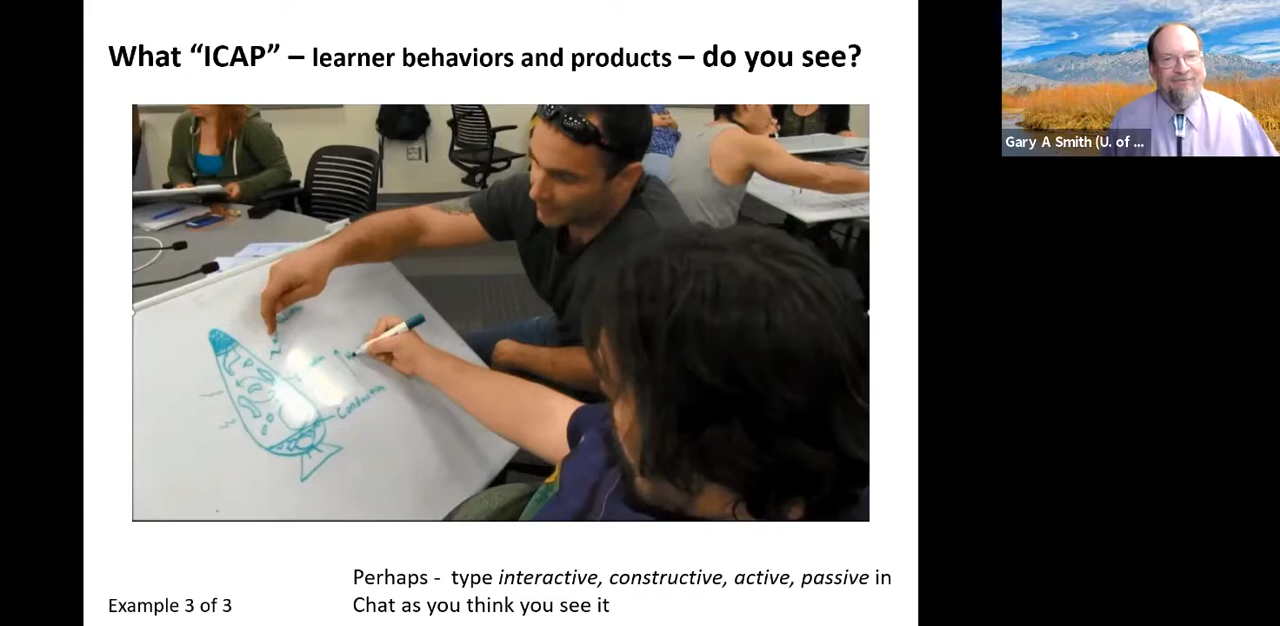 What “ICAP” – learner behaviors and products – do you see?
Gary A Smith (U. of ...
Perhaps - type interactive, constructive, active, passive in
Chat as you think you see it
Example 3 of 3